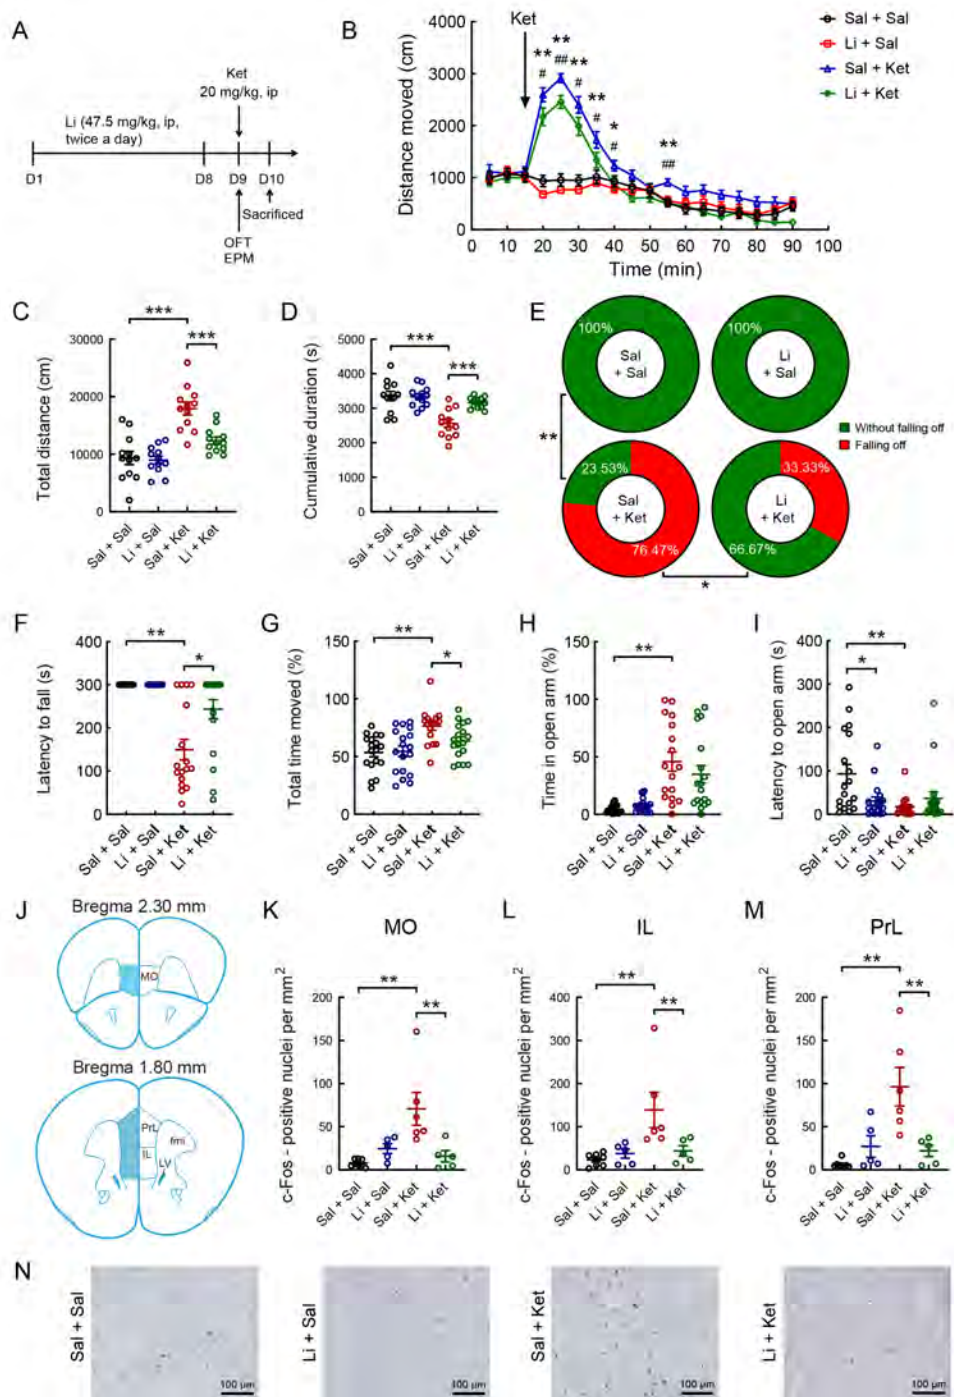 A
Ket
20 mg/kg, ip
Li (47.5 mg/kg, ip,
twice a day)
D1
D8
D9
D10
Sacrificed
OFT
EPM
B
Ket
Distance moved (cm)
4000
3000
2000
1000
0
0 10 20 30 40 50 60 70 80 90 100
Time (min)
** ** ** ** * **
# ## # # # ##
Sal + Sal
Li + Sal
Sal + Ket
Li + Ket
C
***
***
Total distance (cm)
30000
20000
10000
0
Sal + Sal
Li + Sal
Sal + Ket
Li + Ket
D
***
***
Cumulative duration (s)
5000
4000
3000
2000
1000
0
Sal + Sal
Li + Sal
Sal + Ket
Li + Ket
E
100%
Sal
+ Sal
100%
Li
+ Sal
**
23.53%
Sal
+ Ket
76.47%
33.33%
Li
+ Ket
66.67%
*
Without falling off
Falling off
F
**
*
Latency to fall (s)
400
300
200
100
0
Sal + Sal
Li + Sal
Sal + Ket
Li + Ket
G
**
*
Total time moved (%)
150
100
50
0
Sal + Sal
Li + Sal
Sal + Ket
Li + Ket
H
**
Time in open arm (%)
150
100
50
0
Sal + Sal
Li + Sal
Sal + Ket
Li + Ket
I
**
*
Latency to open arm (s)
400
300
200
100
0
Sal + Sal
Li + Sal
Sal + Ket
Li + Ket
J
Bregma 2.30 mm
MO
Bregma 1.80 mm
PrL
IL
fmi
LV
K
MO
**
**
c-Fos - positive nuclei per mm²
200
150
100
50
0
Sal + Sal
Li + Sal
Sal + Ket
Li + Ket
L
IL
**
**
c-Fos - positive nuclei per mm²
400
300
200
100
0
Sal + Sal
Li + Sal
Sal + Ket
Li + Ket
M
PrL
**
**
c-Fos - positive nuclei per mm²
200
150
100
50
0
Sal + Sal
Li + Sal
Sal + Ket
Li + Ket
N
Sal + Sal
100 μm
Li + Sal
100 μm
Sal + Ket
100 μm
Li + Ket
100 μm